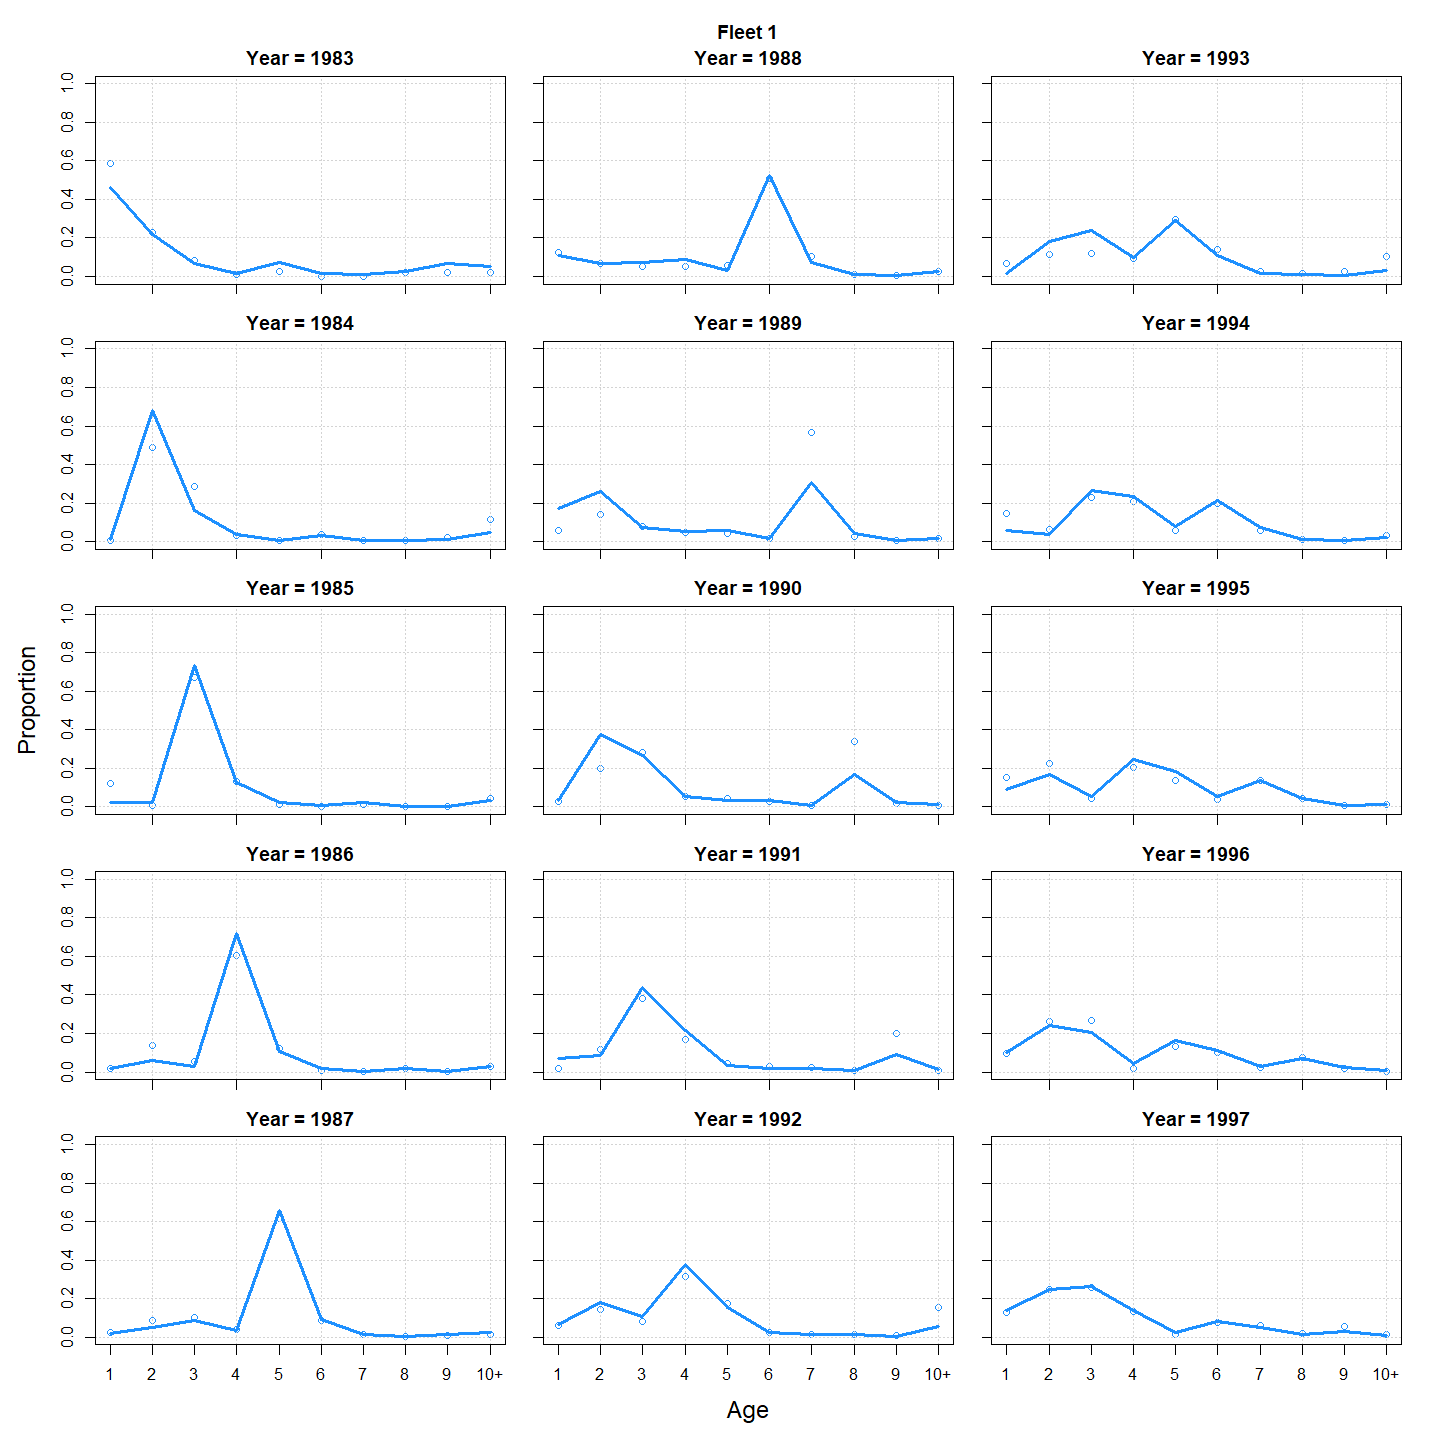 Fleet 1
Year = 1983
Year = 1988
Year = 1993
0.0 0.2 0.4 0.6 0.8 1.0
Year = 1984
Year = 1989
Year = 1994
0.0 0.2 0.4 0.6 0.8 1.0
Year = 1985
Year = 1990
Year = 1995
0.0 0.2 0.4 0.6 0.8 1.0
Proportion
Year = 1986
Year = 1991
Year = 1996
0.0 0.2 0.4 0.6 0.8 1.0
Year = 1987
Year = 1992
Year = 1997
0.0 0.2 0.4 0.6 0.8 1.0
1 2 3 4 5 6 7 8 9 10+
1 2 3 4 5 6 7 8 9 10+
1 2 3 4 5 6 7 8 9 10+
Age